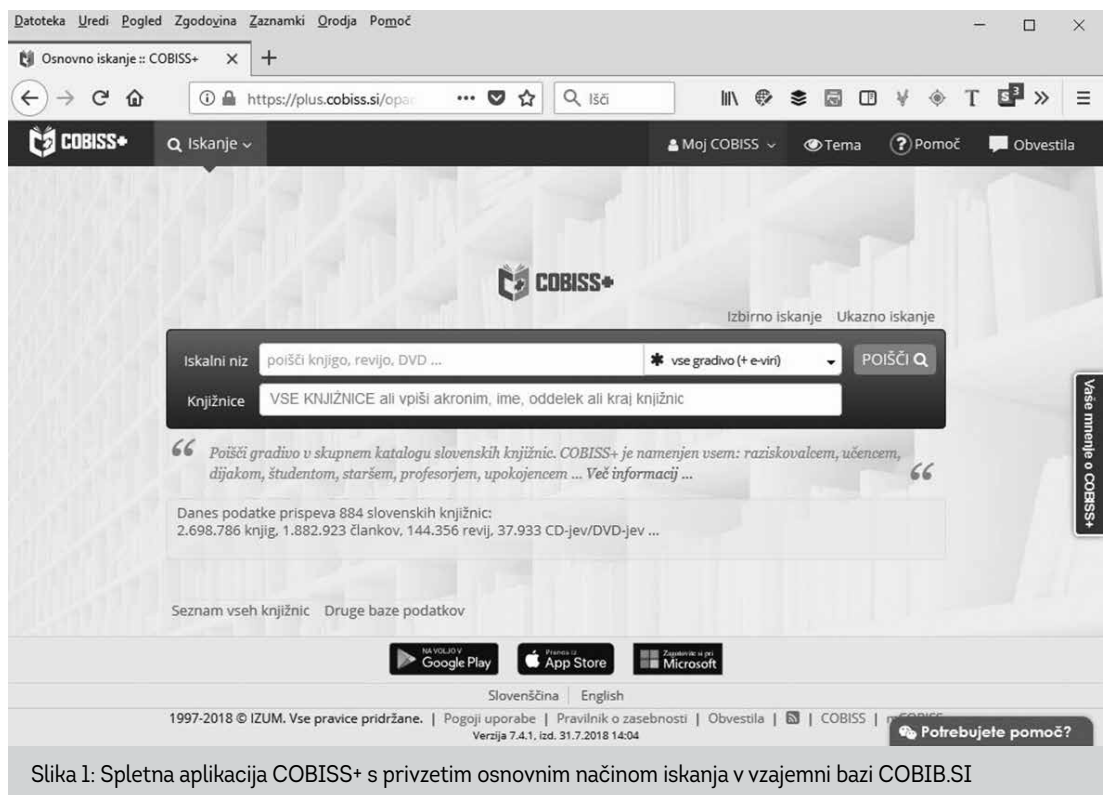 Datoteka Uredi Pogled Zgodovina Zaznamki Orodja Pomoč
Osnovno iskanje :: COBISS+
https://plus.cobiss.si/opac
Išči
COBISS+ Iskanje Moj COBISS Tema Pomoč Obvestila
COBISS+
Izbirno iskanje Ukazno iskanje
Iskalni niz poišči knjigo, revijo, DVD ... vse gradivo (+ e-viri) POIŠČI
Knjižnice VSE KNJIŽNICE ali vpiši akronim, ime, oddelek ali kraj knjižnic
Poišči gradivo v skupnem katalogu slovenskih knjižnic. COBISS+ je namenjen vsem: raziskovalcem, učencem,
dijakom, študentom, staršem, profesorjem, upokojencem ... Več informacij ...
Vaše mnenje o COBISS+
Danes podatke prispeva 884 slovenskih knjižnic:
2.698.786 knjig, 1.882.923 člankov, 144.356 revij, 37.933 CD-jev/DVD-jev ...
Seznam vseh knjižnic Druge baze podatkov
NA VOLJO V
Google Play
Prenos iz
App Store
Zagotovite si pri
Microsoft
Slovenščina | English
1997-2018 © IZUM. Vse pravice pridržane. | Pogoji uporabe | Pravilnik o zasebnosti | Obvestila | | COBISS |
Verzija 7.4.1, izd. 31.7.2018 14:04
Potrebujete pomoč?
Slika 1: Spletna aplikacija COBISS+ s privzetim osnovnim načinom iskanja v vzajemni bazi COBIB.SI